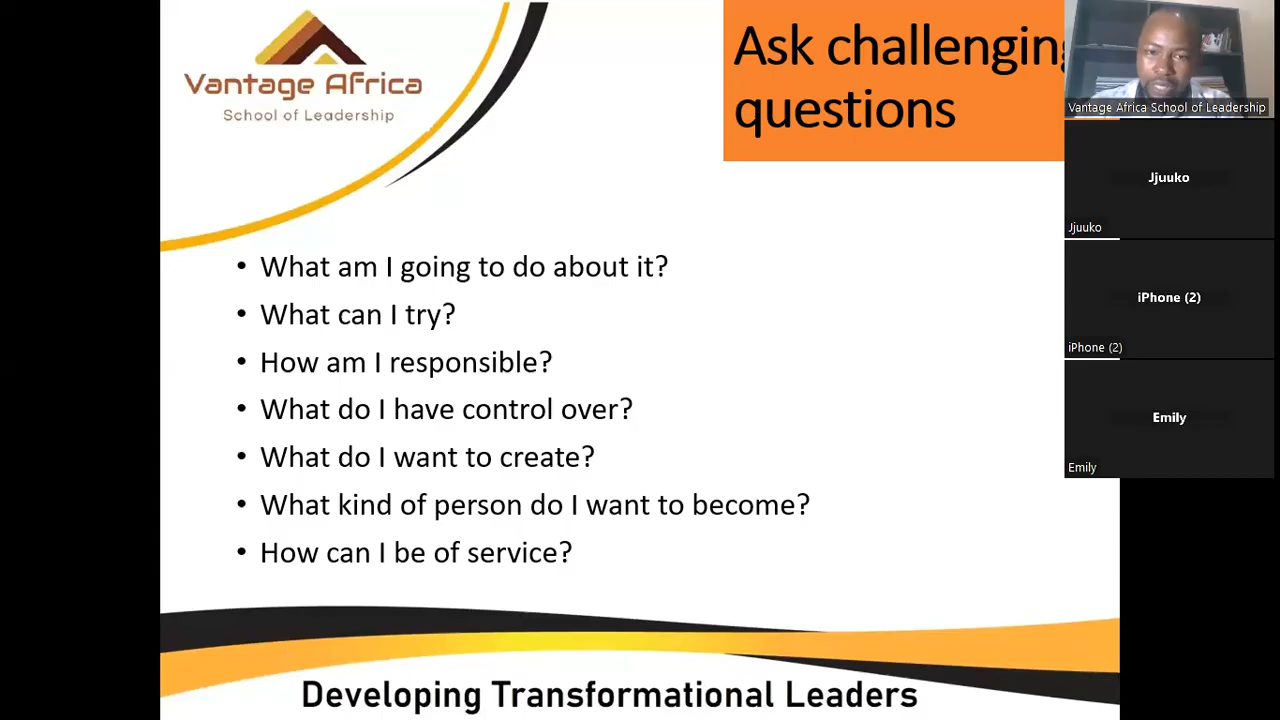 Vantage Africa
School of Leadership
Ask challenging
questions
• What am I going to do about it?
• What can I try?
• How am I responsible?
• What do I have control over?
• What do I want to create?
• What kind of person do I want to become?
• How can I be of service?
Developing Transformational Leaders
Vantage Africa School of Leadership
Jjuuko
Jjuuko
iPhone (2)
iPhone (2)
Emily
Emily